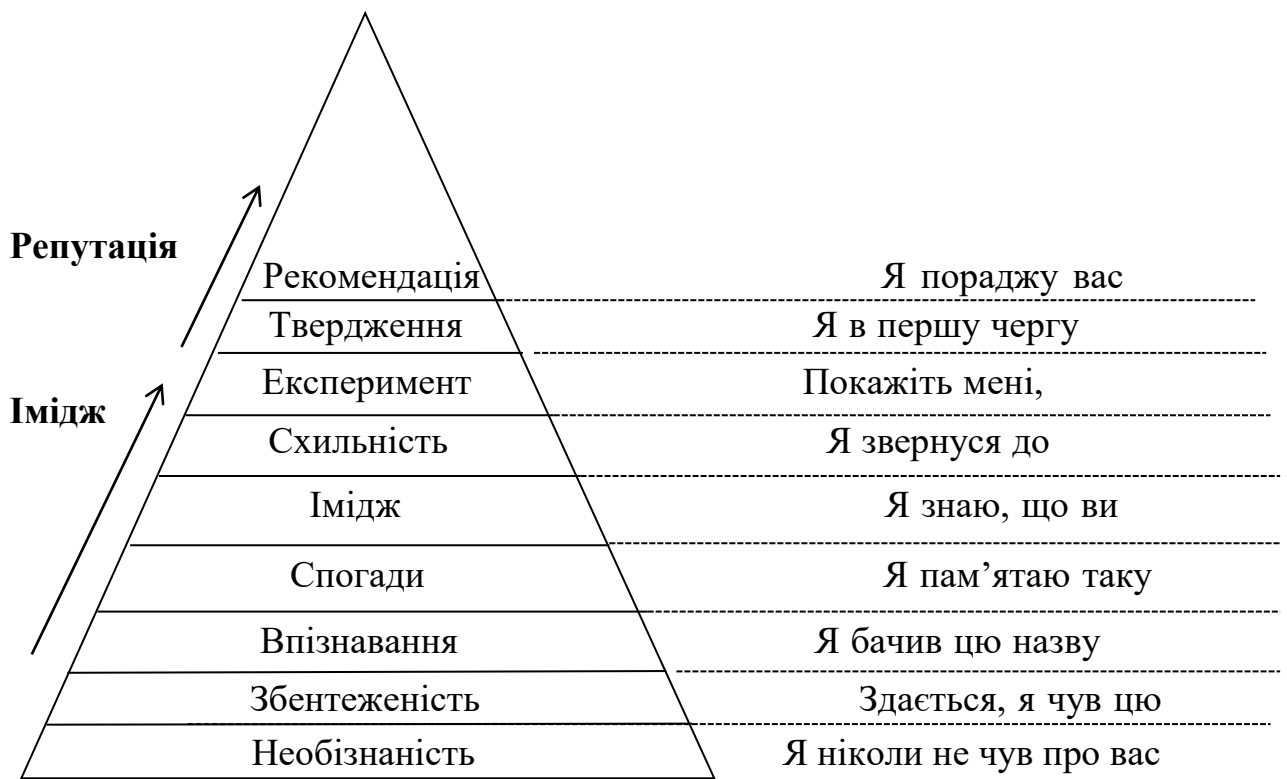 Репутація
Рекомендація Я пораджу вас
Твердження Я в першу чергу
Експеримент Покажіть мені,
Імідж
Схильність Я звернуся до
Імідж Я знаю, що ви
Спогади Я пам’ятаю таку
Впізнавання Я бачив цю назву
Збентеженість Здається, я чув цю
Необізнаність Я ніколи не чув про вас